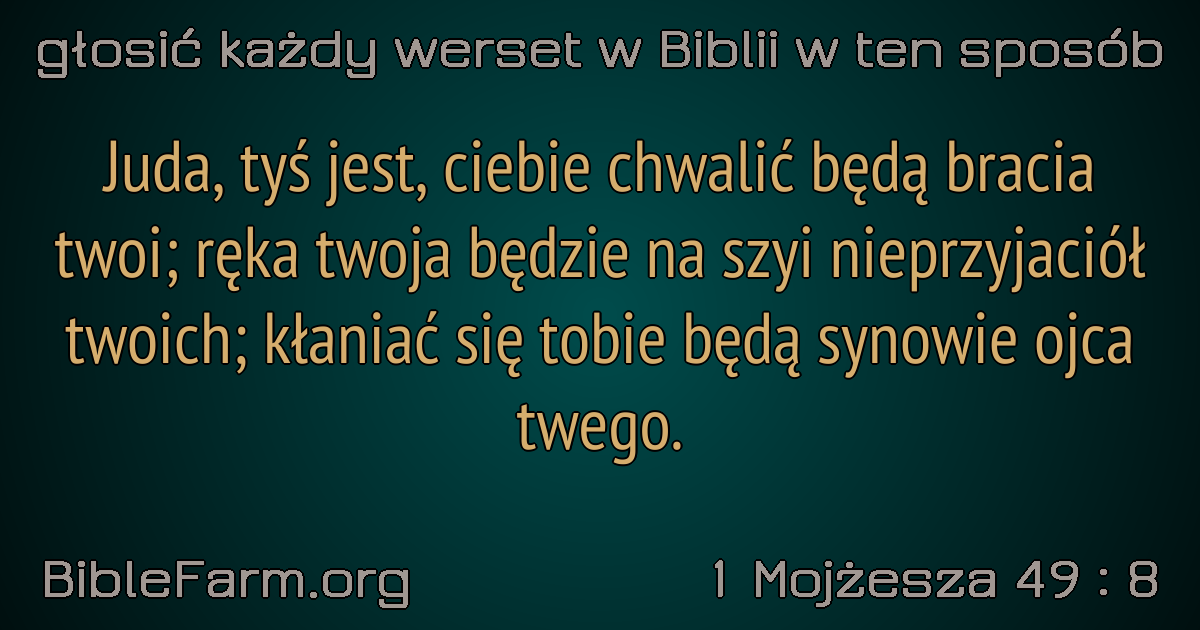 głosić każdy werset w Biblii w ten sposób
Juda, tyś jest, ciebie chwalić będą bracia
twoi; ręka twoja będzie na szyi nieprzyjaciół
twoich; kłaniać się tobie będą synowie ojca
twego.
BibleFarm.org
1 Mojżesza 49 : 8